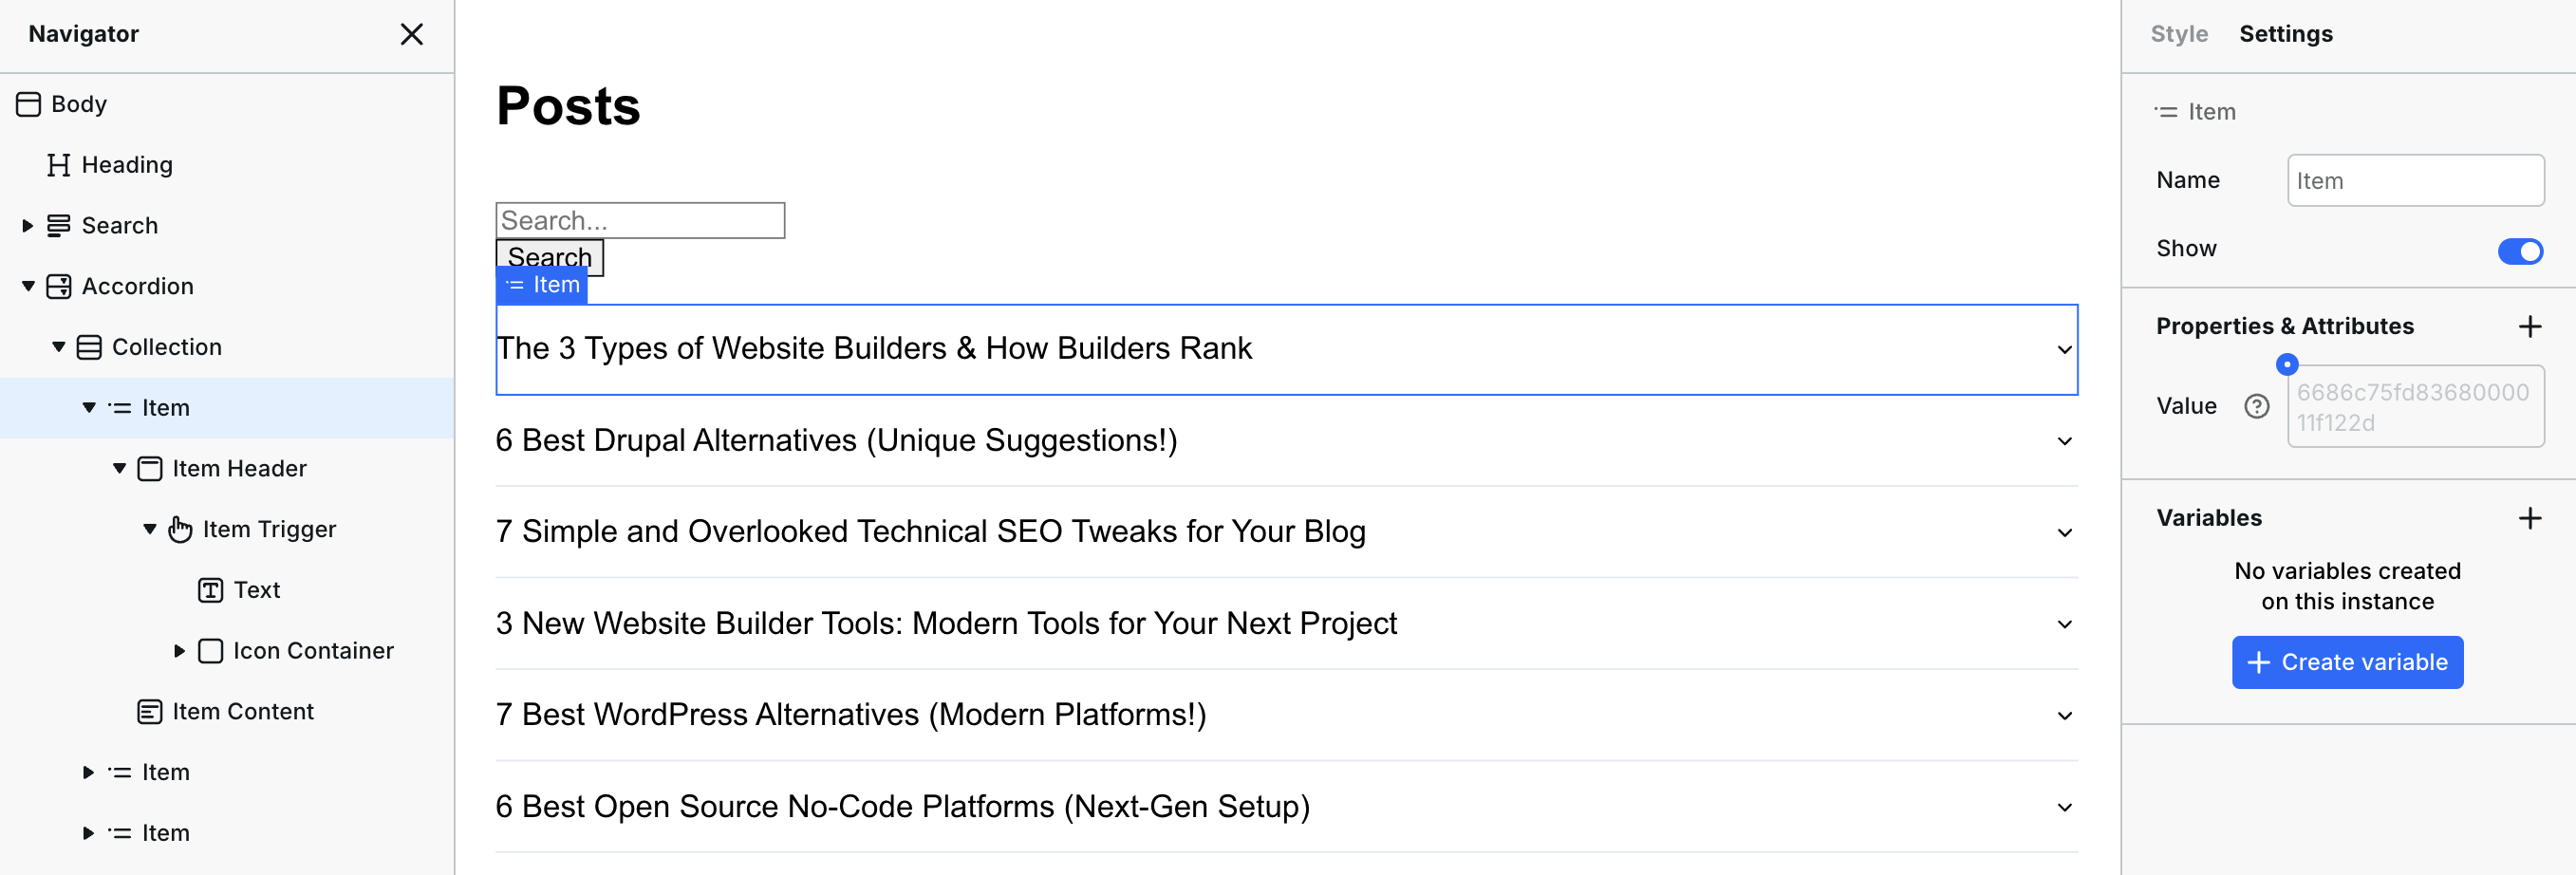 Navigator
Body
Heading
Search
Accordion
Collection
Item
Item Header
Item Trigger
Text
Icon Container
Item Content
Item
Item
Posts
Search...
Search
Item
The 3 Types of Website Builders & How Builders Rank
6 Best Drupal Alternatives (Unique Suggestions!)
7 Simple and Overlooked Technical SEO Tweaks for Your Blog
3 New Website Builder Tools: Modern Tools for Your Next Project
7 Best WordPress Alternatives (Modern Platforms!)
6 Best Open Source No-Code Platforms (Next-Gen Setup)
Style Settings
Item
Name Item
Show
Properties & Attributes
Value 6686c75fd83680000
11f122d
Variables
No variables created
on this instance
Create variable